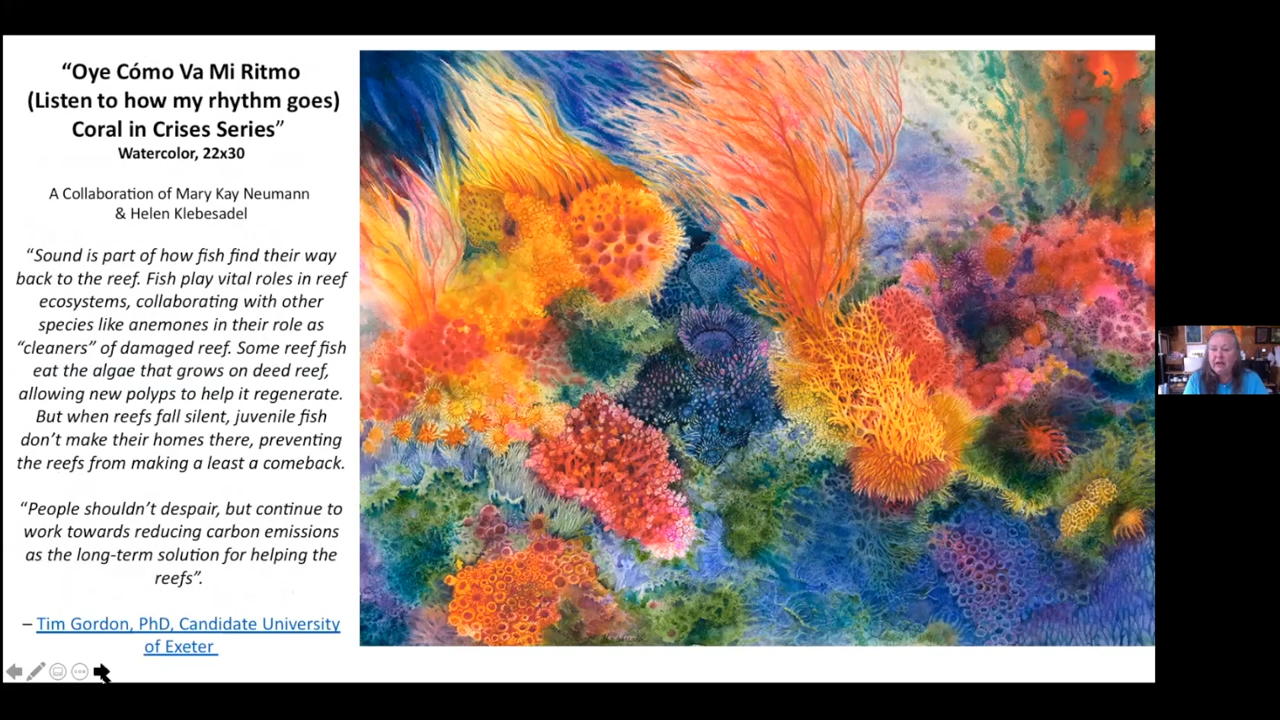 “Oye Cómo Va Mi Ritmo
(Listen to how my rhythm goes)
Coral in Crises Series”
Watercolor, 22x30
A Collaboration of Mary Kay Neumann
& Helen Klebesadel
“Sound is part of how fish find their way
back to the reef. Fish play vital roles in reef
ecosystems, collaborating with other
species like anemones in their role as
“cleaners” of damaged reef. Some reef fish
eat the algae that grows on deed reef,
allowing new polyps to help it regenerate.
But when reefs fall silent, juvenile fish
don’t make their homes there, preventing
the reefs from making a least a comeback.
“People shouldn’t despair, but continue to
work towards reducing carbon emissions
as the long-term solution for helping the
reefs”.
– Tim Gordon, PhD, Candidate University
of Exeter